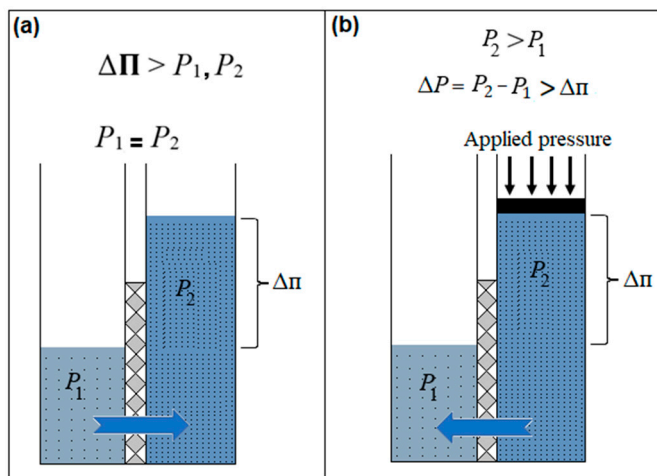 (a)
ΔΠ > P₁, P₂
P₁ = P₂
P₂
Δπ
P₁
(b)
P₂ > P₁
ΔP = P₂ − P₁ > Δπ
Applied pressure
P₂
Δπ
P₁